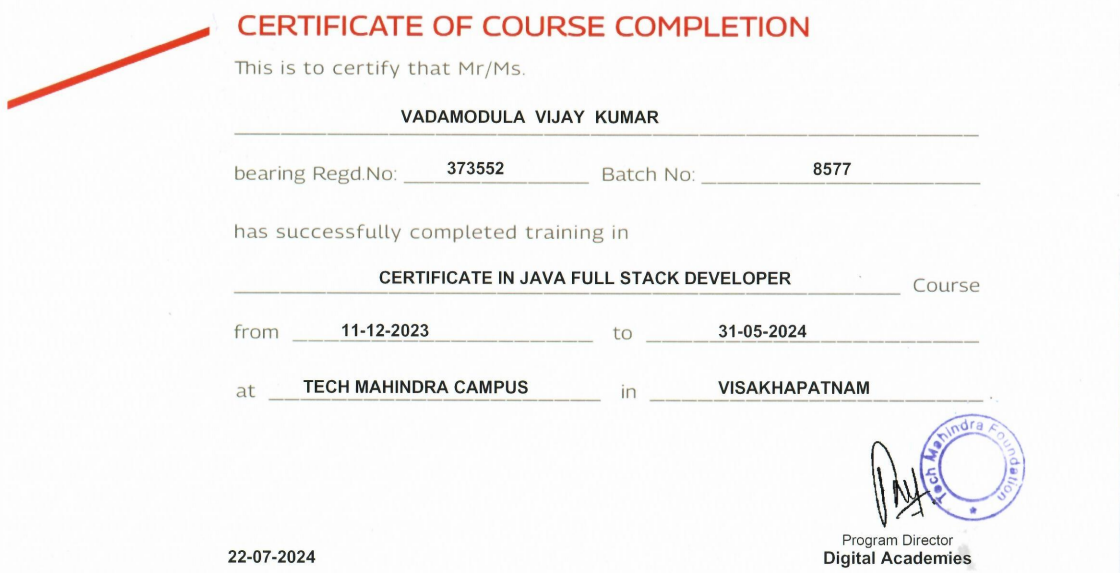 CERTIFICATE OF COURSE COMPLETION
This is to certify that Mr/Ms.
VADAMODULA VIJAY KUMAR
bearing Regd.No: 373552 Batch No: 8577
has successfully completed training in
CERTIFICATE IN JAVA FULL STACK DEVELOPER Course
from 11-12-2023 to 31-05-2024
at TECH MAHINDRA CAMPUS in VISAKHAPATNAM
Tech Mahindra Foundation
Program Director
Digital Academies
22-07-2024